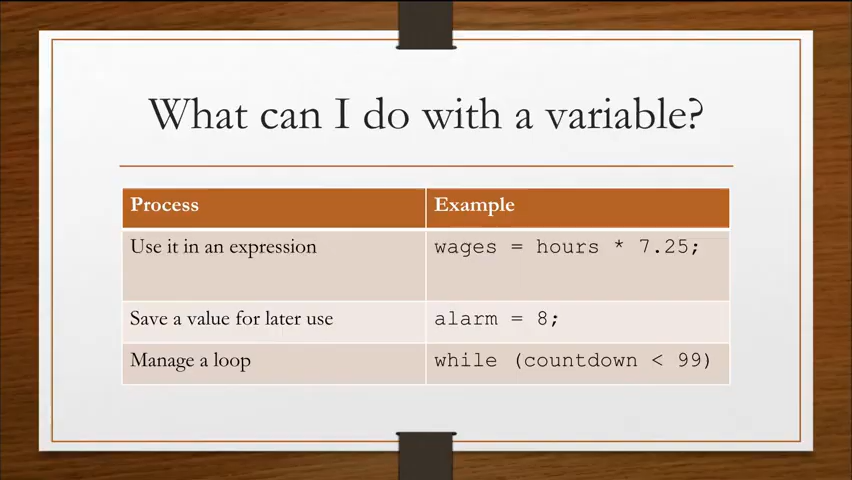 What can I do with a variable?
Process Example
Use it in an expression wages = hours * 7.25;
Save a value for later use alarm = 8;
Manage a loop while (countdown < 99)